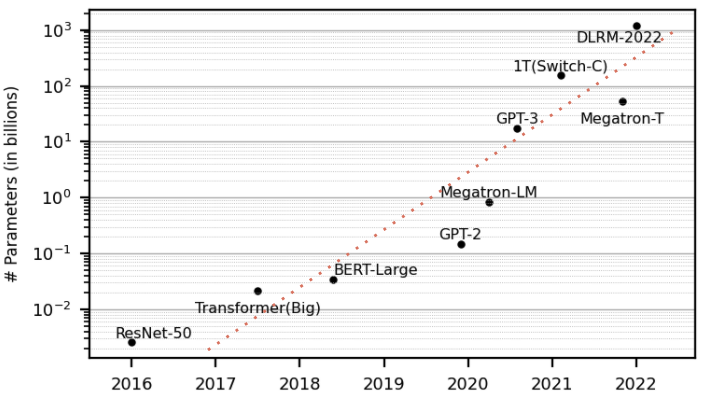 # Parameters (in billions)
10³
10²
10¹
10⁰
10⁻¹
10⁻²
DLRM-2022
1T(Switch-C)
GPT-3
Megatron-T
Megatron-LM
GPT-2
BERT-Large
Transformer(Big)
ResNet-50
2016 2017 2018 2019 2020 2021 2022